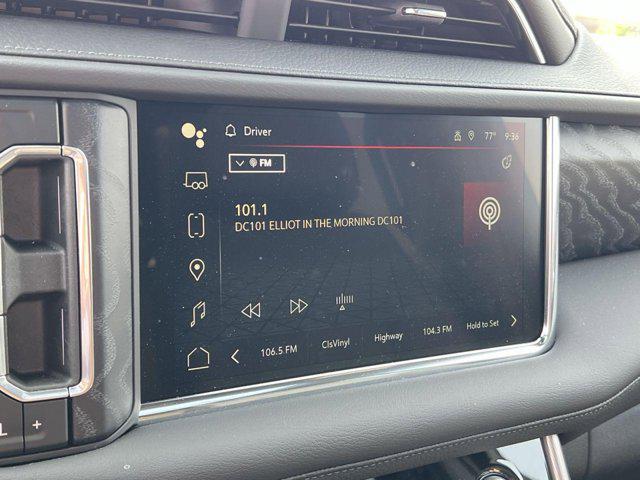 Driver
77° 9:36
FM
101.1
DC101 ELLIOT IN THE MORNING DC101
106.5 FM ClsVinyl Highway 104.3 FM Hold to Set
L +